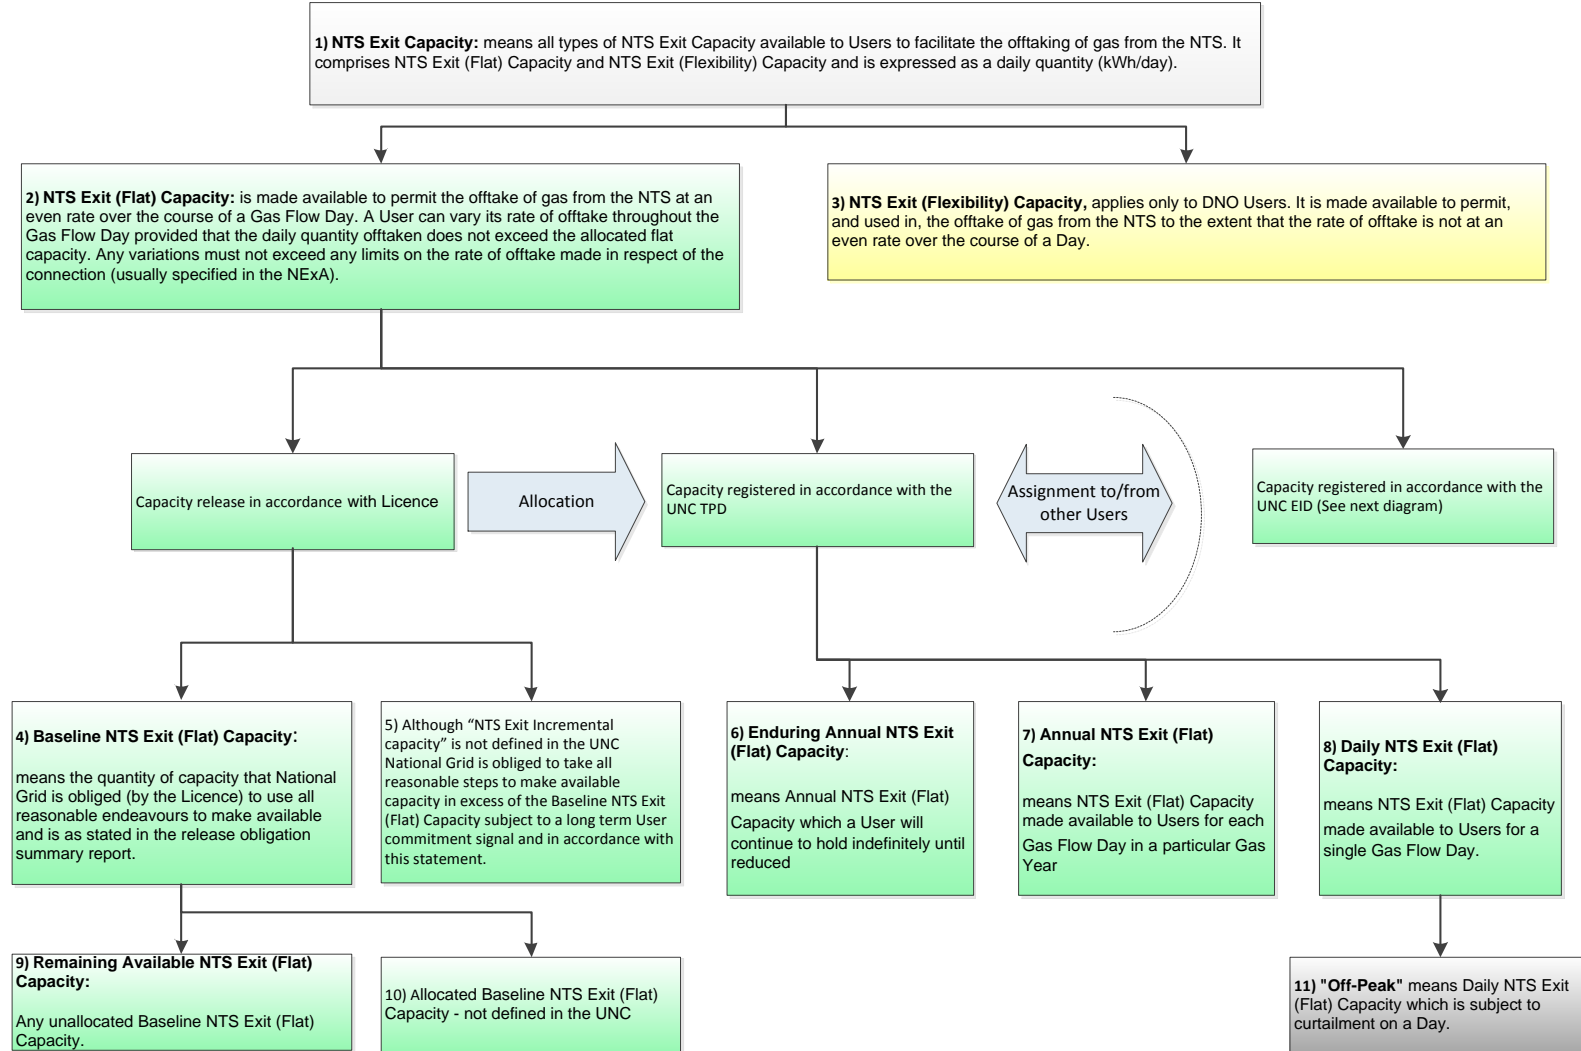 1) NTS Exit Capacity: means all types of NTS Exit Capacity available to Users to facilitate the offtaking of gas from the NTS. It
comprises NTS Exit (Flat) Capacity and NTS Exit (Flexibility) Capacity and is expressed as a daily quantity (kWh/day).
2) NTS Exit (Flat) Capacity: is made available to permit the offtake of gas from the NTS at an
even rate over the course of a Gas Flow Day. A User can vary its rate of offtake throughout the
Gas Flow Day provided that the daily quantity offtaken does not exceed the allocated flat
capacity. Any variations must not exceed any limits on the rate of offtake made in respect of the
connection (usually specified in the NExA).
3) NTS Exit (Flexibility) Capacity, applies only to DNO Users. It is made available to permit,
and used in, the offtake of gas from the NTS to the extent that the rate of offtake is not at an
even rate over the course of a Day.
Capacity release in accordance with Licence
Allocation
Capacity registered in accordance with the
UNC TPD
Assignment to/from
other Users
Capacity registered in accordance with the
UNC EID (See next diagram)
4) Baseline NTS Exit (Flat) Capacity:
means the quantity of capacity that National
Grid is obliged (by the Licence) to use all
reasonable endeavours to make available
and is as stated in the release obligation
summary report.
5) Although “NTS Exit Incremental
capacity” is not defined in the UNC
National Grid is obliged to take all
reasonable steps to make available
capacity in excess of the Baseline NTS Exit
(Flat) Capacity subject to a long term User
commitment signal and in accordance with
this statement.
6) Enduring Annual NTS Exit
(Flat) Capacity:
means Annual NTS Exit (Flat)
Capacity which a User will
continue to hold indefinitely until
reduced
7) Annual NTS Exit (Flat)
Capacity:
means NTS Exit (Flat) Capacity
made available to Users for each
Gas Flow Day in a particular Gas
Year
8) Daily NTS Exit (Flat)
Capacity:
means NTS Exit (Flat) Capacity
made available to Users for a
single Gas Flow Day.
9) Remaining Available NTS Exit (Flat)
Capacity:
Any unallocated Baseline NTS Exit (Flat)
Capacity.
10) Allocated Baseline NTS Exit (Flat)
Capacity - not defined in the UNC
11) "Off-Peak" means Daily NTS Exit
(Flat) Capacity which is subject to
curtailment on a Day.